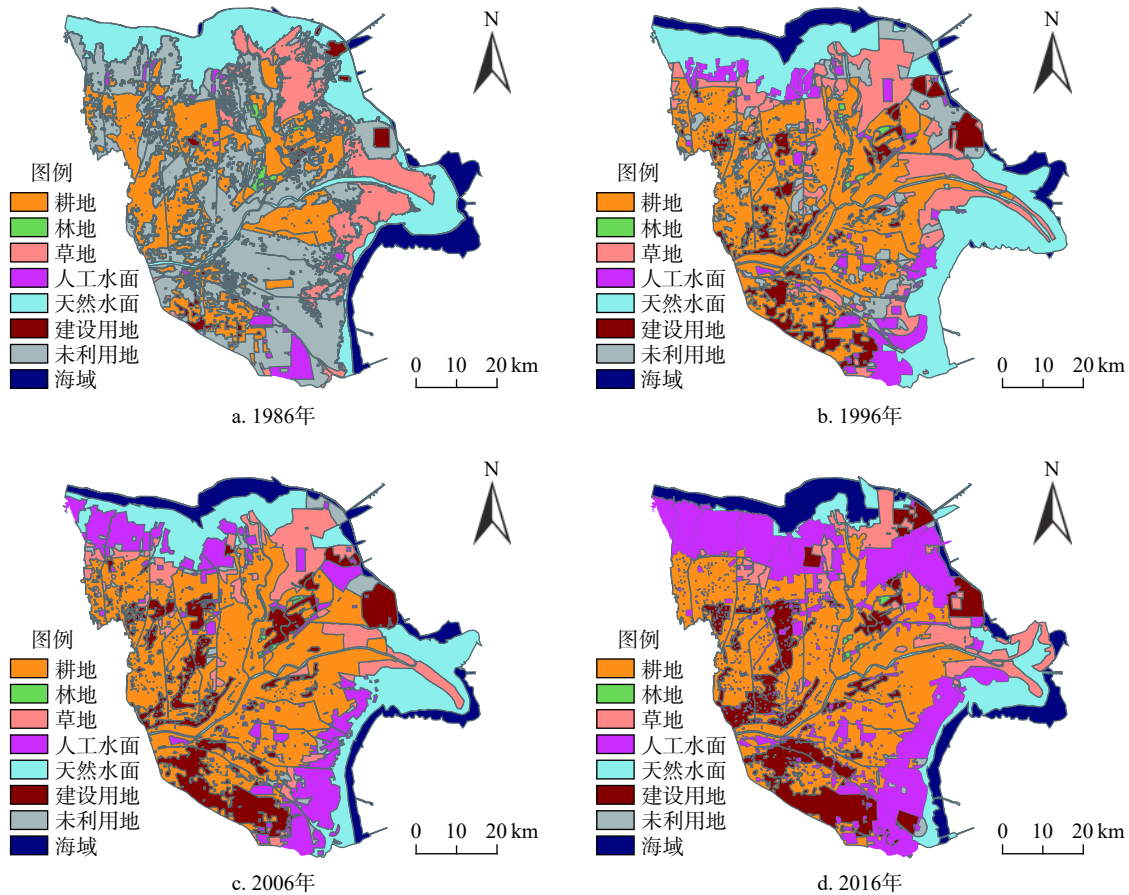 N
图例
耕地
林地
草地
人工水面
天然水面
建设用地
未利用地
海域
0 10 20 km
a. 1986年
N
图例
耕地
林地
草地
人工水面
天然水面
建设用地
未利用地
海域
0 10 20 km
b. 1996年
N
图例
耕地
林地
草地
人工水面
天然水面
建设用地
未利用地
海域
0 10 20 km
c. 2006年
N
图例
耕地
林地
草地
人工水面
天然水面
建设用地
未利用地
海域
0 10 20 km
d. 2016年